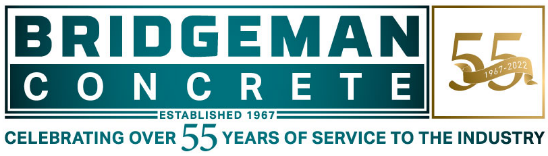 BRIDGEMAN
CONCRETE
ESTABLISHED 1967
55
1967-2022
CELEBRATING OVER 55 YEARS OF SERVICE TO THE INDUSTRY